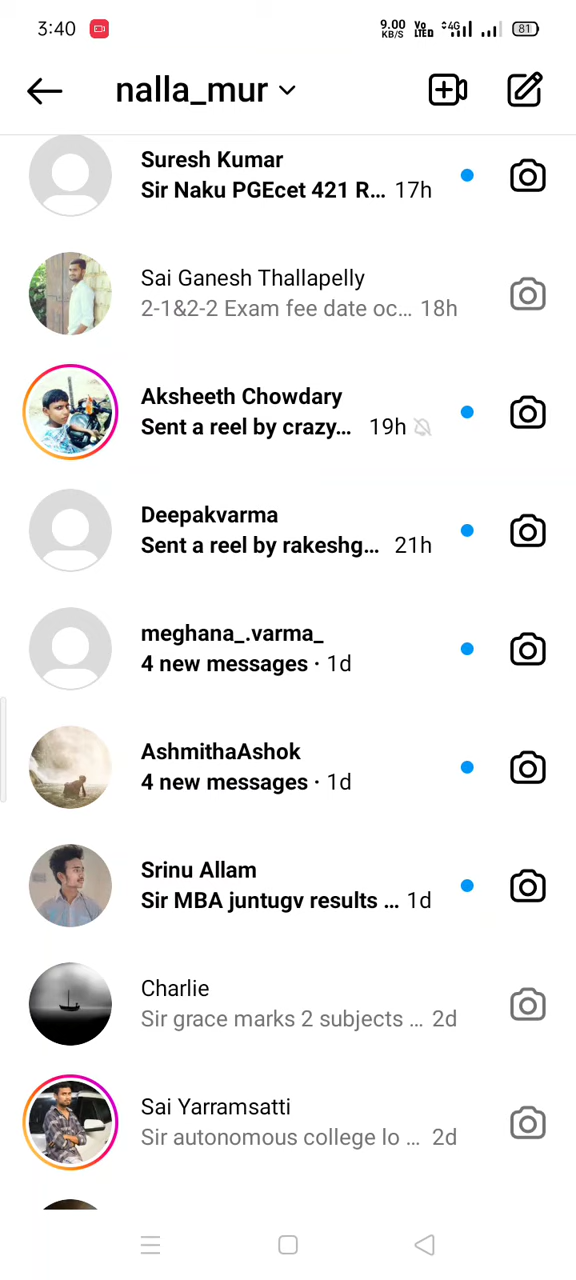 3:40 9.00 KB/S Vo LTED 4G 81
nalla_mur
Suresh Kumar
Sir Naku PGEcet 421 R... 17h
Sai Ganesh Thallapelly
2-1&2-2 Exam fee date oc... 18h
Aksheeth Chowdary
Sent a reel by crazy... 19h
Deepakvarma
Sent a reel by rakeshg... 21h
meghana_.varma_
4 new messages · 1d
AshmithaAshok
4 new messages · 1d
Srinu Allam
Sir MBA juntugv results ... 1d
Charlie
Sir grace marks 2 subjects ... 2d
Sai Yarramsatti
Sir autonomous college lo ... 2d